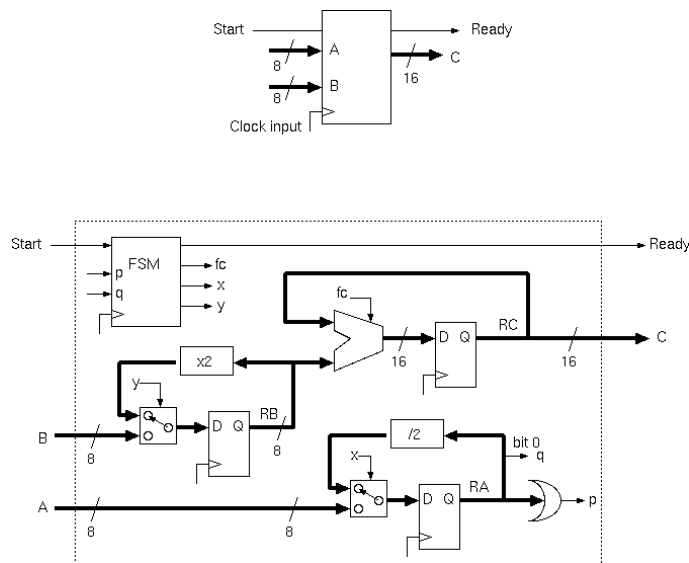 Start
Ready
A
8
C
16
B
8
Clock input
Start
Ready
FSM
fc
p
x
q
y
fc
RC
D Q
C
16
16
x2
y
RB
D Q
/2
bit 0
q
B
8
8
x
RA
D Q
p
A
8
8